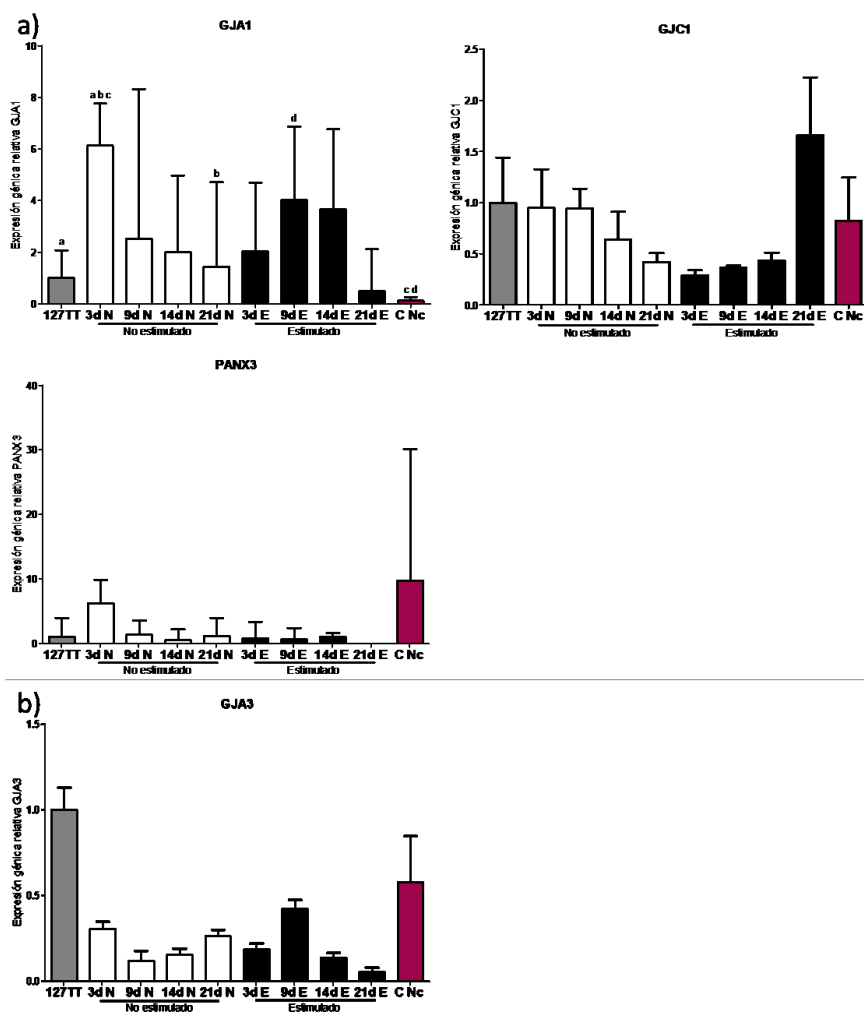 a)
GJA1
Expresión génica relativa GJA1
10
8
6
4
2
0
a
abc
b
d
cd
127TT 3d N 9d N 14d N 21d N 3d E 9d E 14d E 21d E C Nc
No estimulado Estimulado
GJC1
Expresión génica relativa GJC1
2.5
2.0
1.5
1.0
0.5
0.0
127TT 3d N 9d N 14d N 21d N 3d E 9d E 14d E 21d E C Nc
No estimulado Estimulado
PANX3
Expresión génica relativa PANX3
40
30
20
10
0
127TT 3d N 9d N 14d N 21d N 3d E 9d E 14d E 21d E C Nc
No estimulado Estimulado
b)
GJA3
Expresión génica relativa GJA3
1.5
1.0
0.5
0.0
127TT 3d N 9d N 14d N 21d N 3d E 9d E 14d E 21d E C Nc
No estimulado Estimulado